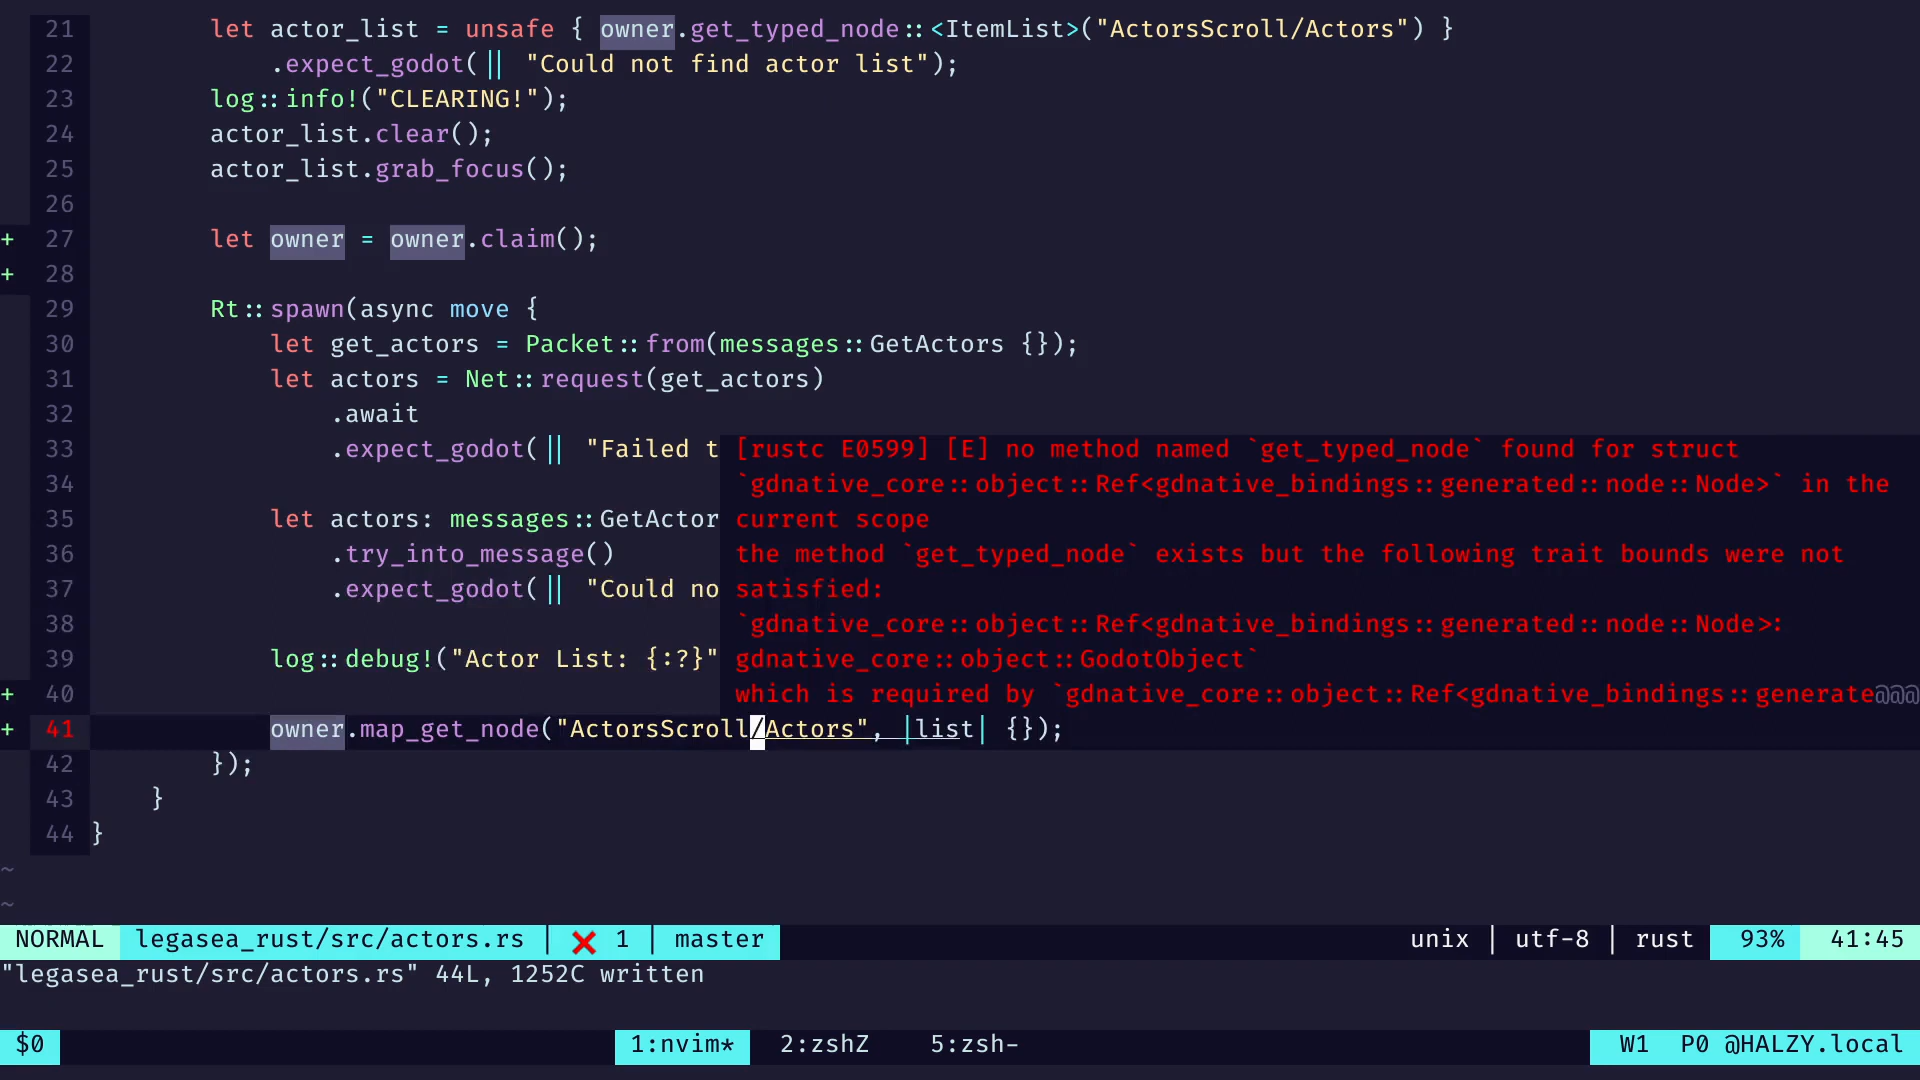 21 let actor_list = unsafe { owner.get_typed_node::<ItemList>("ActorsScroll/Actors") }
22 .expect_godot(|| "Could not find actor list");
23 log::info!("CLEARING!");
24 actor_list.clear();
25 actor_list.grab_focus();
26
+ 27 let owner = owner.claim();
+ 28
29 Rt::spawn(async move {
30 let get_actors = Packet::from(messages::GetActors {});
31 let actors = Net::request(get_actors)
32 .await
33 .expect_godot(|| "Failed t [rustc E0599] [E] no method named `get_typed_node` found for struct
34 `gdnative_core::object::Ref<gdnative_bindings::generated::node::Node>` in the
35 let actors: messages::GetActor current scope
36 .try_into_message() the method `get_typed_node` exists but the following trait bounds were not
37 .expect_godot(|| "Could no satisfied:
38 `gdnative_core::object::Ref<gdnative_bindings::generated::node::Node>:
39 log::debug!("Actor List: {:?}" gdnative_core::object::GodotObject`
+ 40 which is required by `gdnative_core::object::Ref<gdnative_bindings::generate@@@
+ 41 owner.map_get_node("ActorsScroll/Actors", |list| {});
42 });
43 }
44 }
~
~
NORMAL legasea_rust/src/actors.rs | ❌ 1 | master unix | utf-8 | rust 93% 41:45
"legasea_rust/src/actors.rs" 44L, 1252C written
$0 1:nvim* 2:zshZ 5:zsh- W1 P0 @HALZY.local